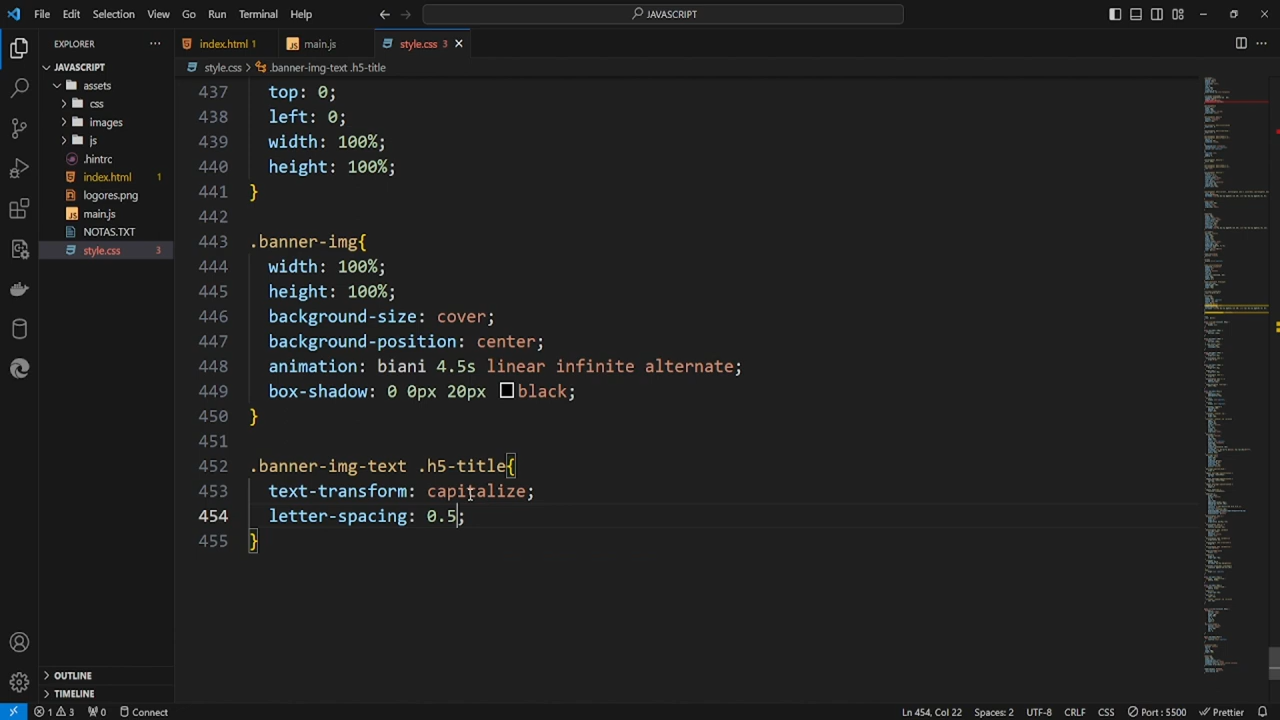 File Edit Selection View Go Run Terminal Help
JAVASCRIPT
EXPLORER
index.html 1
main.js
style.css 3
JAVASCRIPT
style.css > .banner-img-text .h5-title
assets
css
images
js
.hintrc
index.html 1
logores.png
main.js
NOTAS.TXT
style.css 3
OUTLINE
TIMELINE
437 top: 0;
438 left: 0;
439 width: 100%;
440 height: 100%;
441 }
442
443 .banner-img{
444 width: 100%;
445 height: 100%;
446 background-size: cover;
447 background-position: center;
448 animation: biani 4.5s linear infinite alternate;
449 box-shadow: 0 0px 20px black;
450 }
451
452 .banner-img-text .h5-title{
453 text-transform: capitalize;
454 letter-spacing: 0.5;
455 }
1 3 0 Connect
Ln 454, Col 22 Spaces: 2 UTF-8 CRLF CSS Port : 5500 Prettier